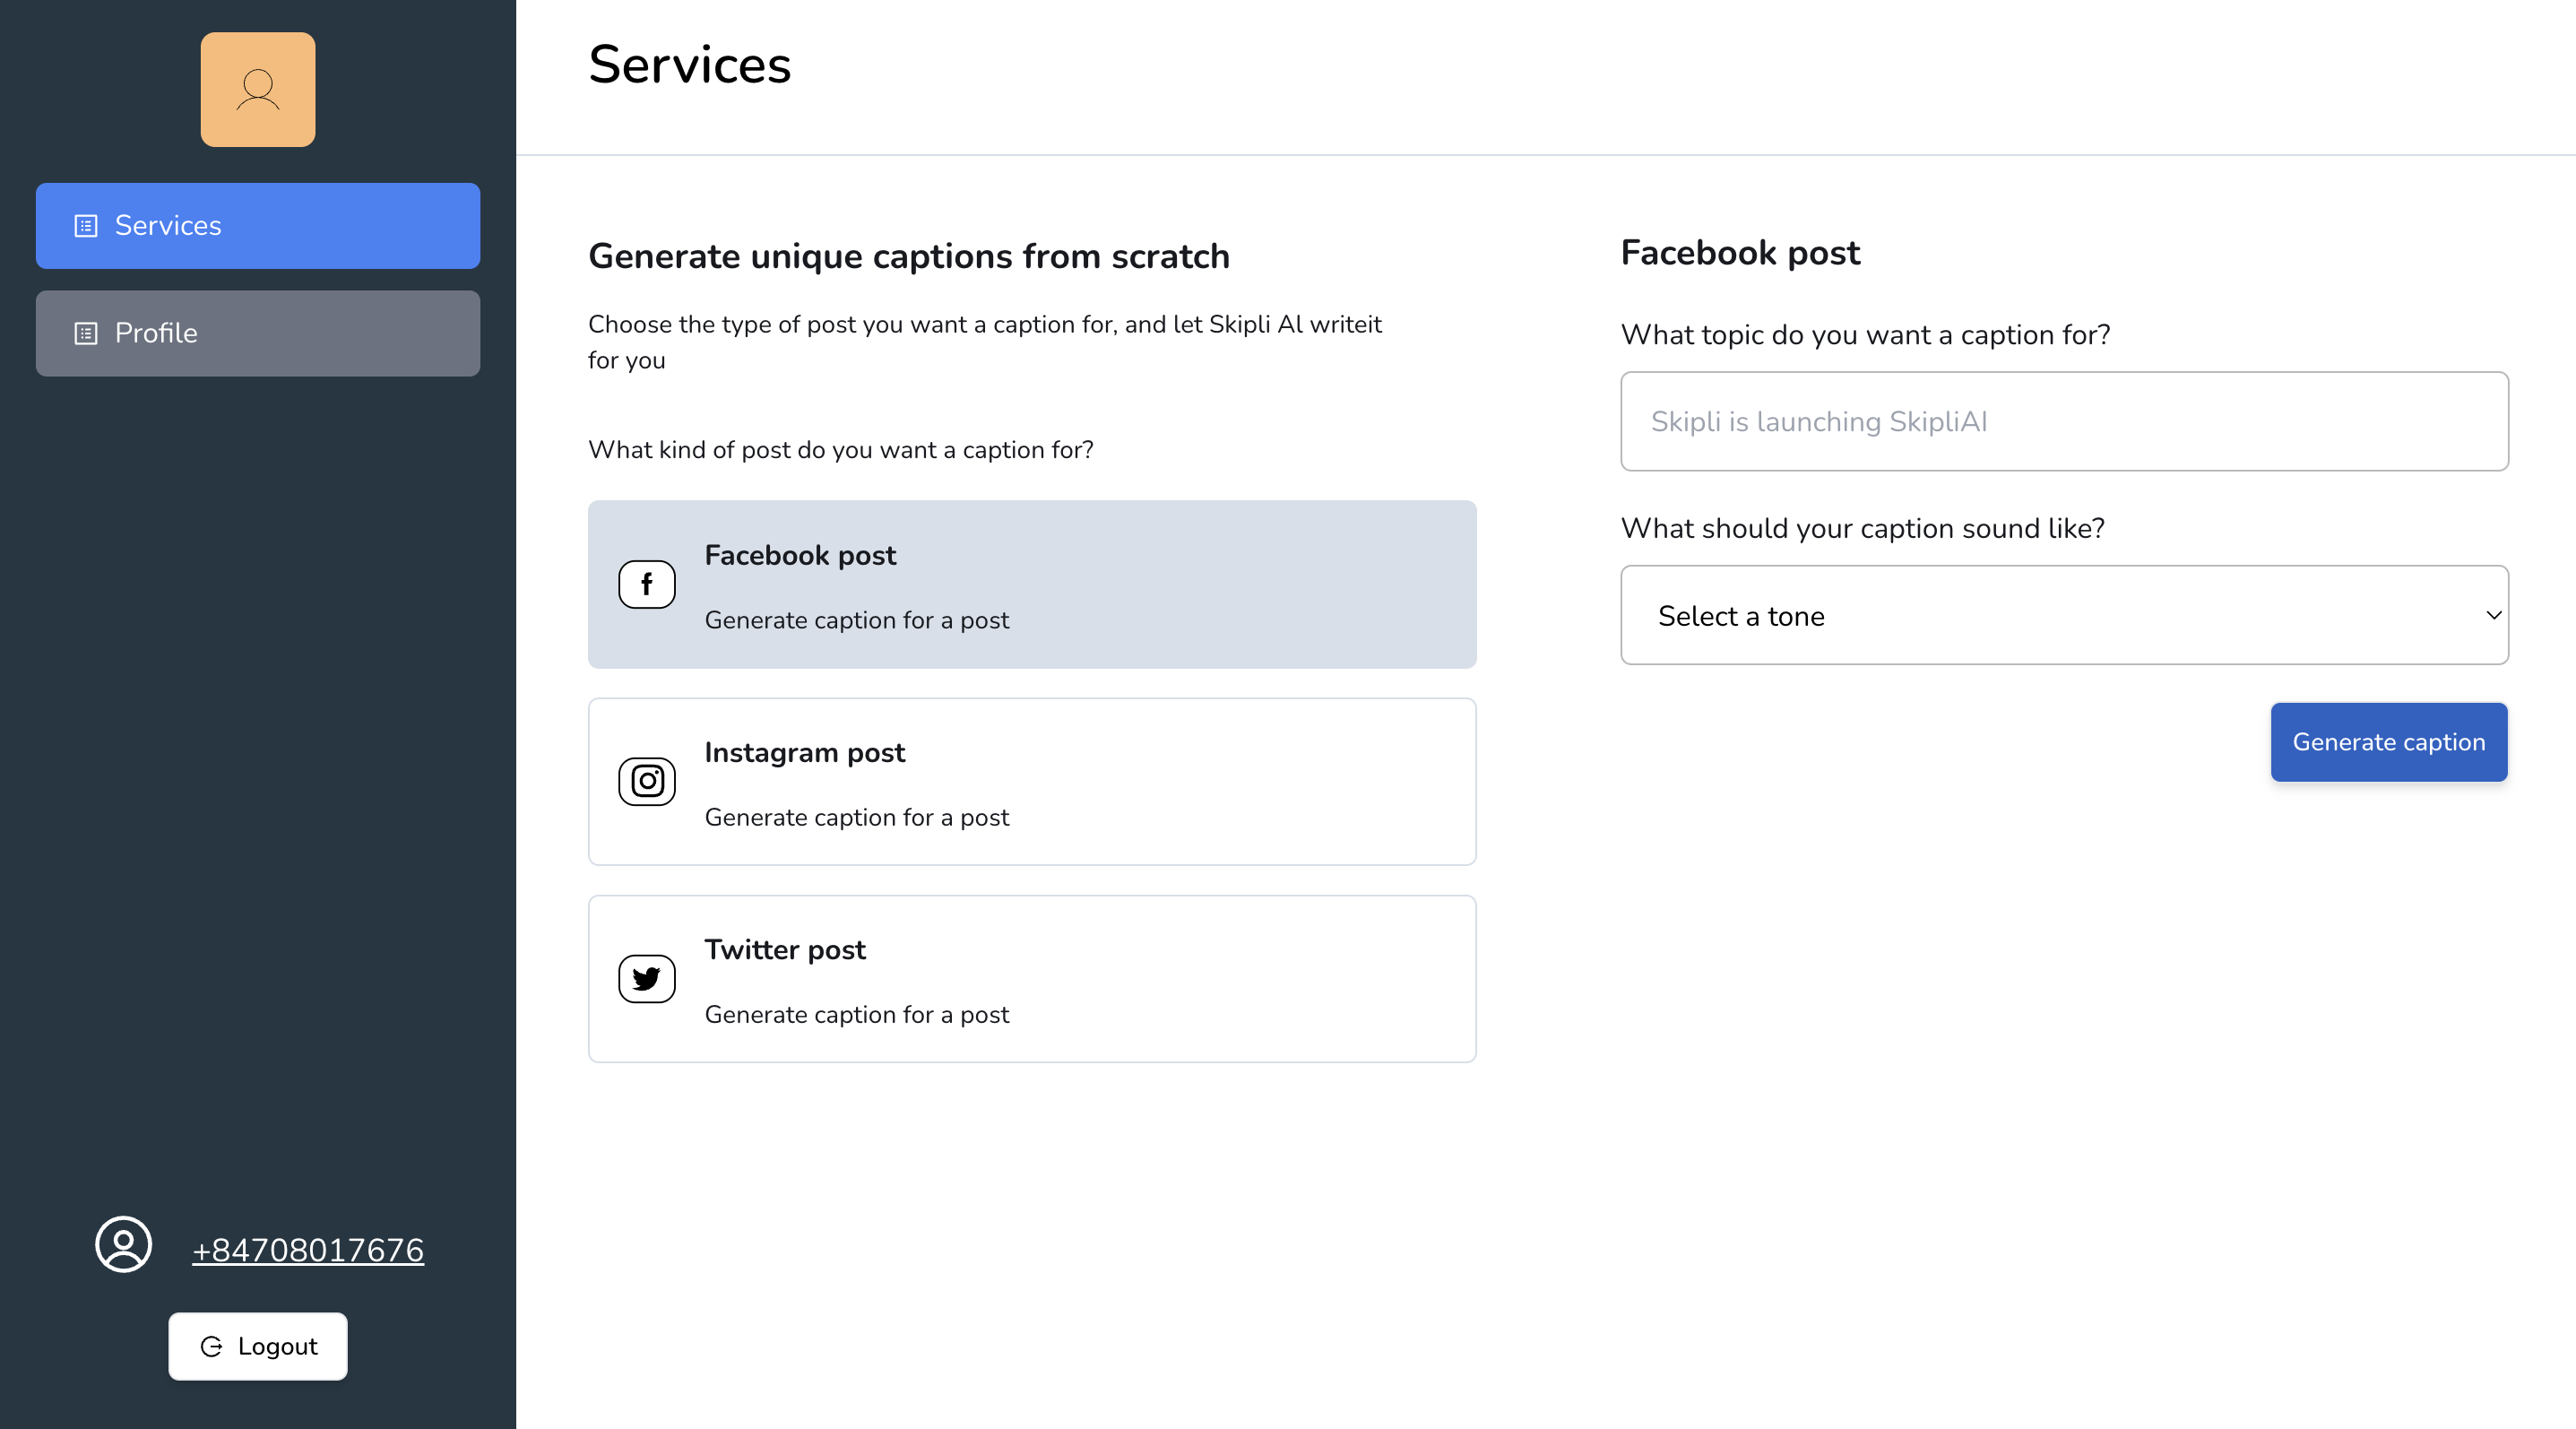 Services
Profile
+84708017676
Logout
Services
Generate unique captions from scratch
Choose the type of post you want a caption for, and let Skipli Al writeit
for you
What kind of post do you want a caption for?
Facebook post
Generate caption for a post
Instagram post
Generate caption for a post
Twitter post
Generate caption for a post
Facebook post
What topic do you want a caption for?
Skipli is launching SkipliAI
What should your caption sound like?
Select a tone
Generate caption